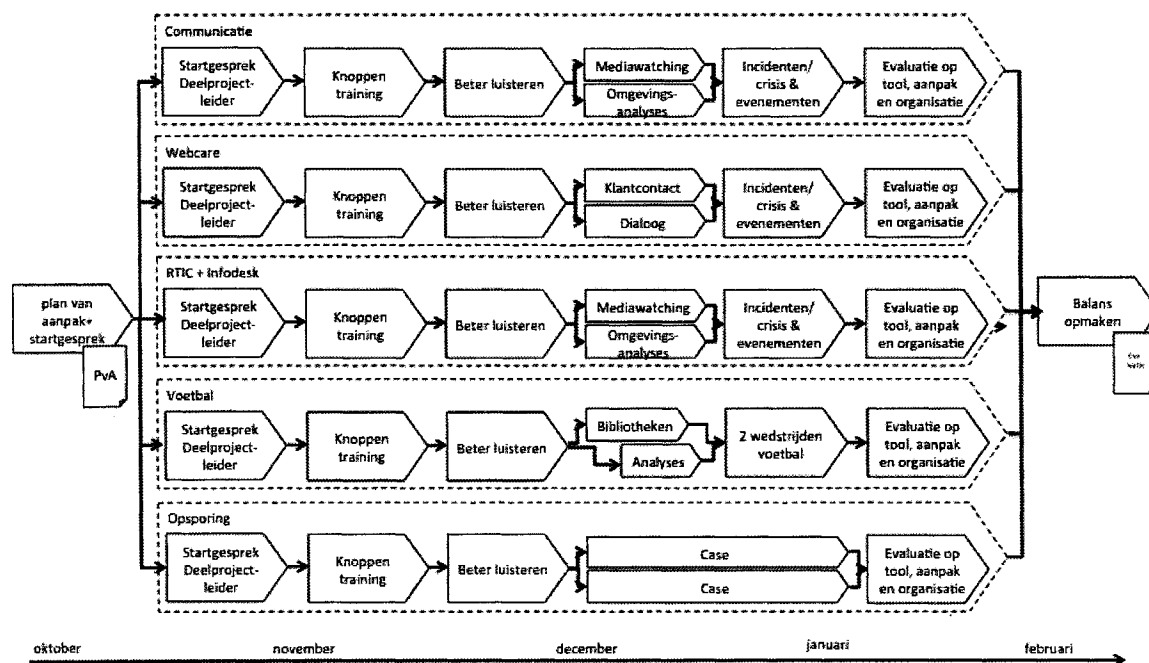 Communicatie
Startgesprek
Deelproject-
leider
Knoppen
training
Beter luisteren
Mediawatching
Omgevings-
analyses
Incidenten/
crisis &
evenementen
Evaluatie op
tool, aanpak
en organisatie
Webcare
Startgesprek
Deelproject-
leider
Knoppen
training
Beter luisteren
Klantcontact
Dialoog
Incidenten/
crisis &
evenementen
Evaluatie op
tool, aanpak
en organisatie
plan van
aanpak+
startgesprek
PvA
RTIC + Infodesk
Startgesprek
Deelproject-
leider
Knoppen
training
Beter luisteren
Mediawatching
Omgevings-
analyses
Incidenten/
crisis &
evenementen
Evaluatie op
tool, aanpak
en organisatie
Balans
opmaken
Voetbal
Startgesprek
Deelproject-
leider
Knoppen
training
Beter luisteren
Bibliotheken
Analyses
2 wedstrijden
voetbal
Evaluatie op
tool, aanpak
en organisatie
Opsporing
Startgesprek
Deelproject-
leider
Knoppen
training
Beter luisteren
Case
Case
Evaluatie op
tool, aanpak
en organisatie
oktober
november
december
januari
februari